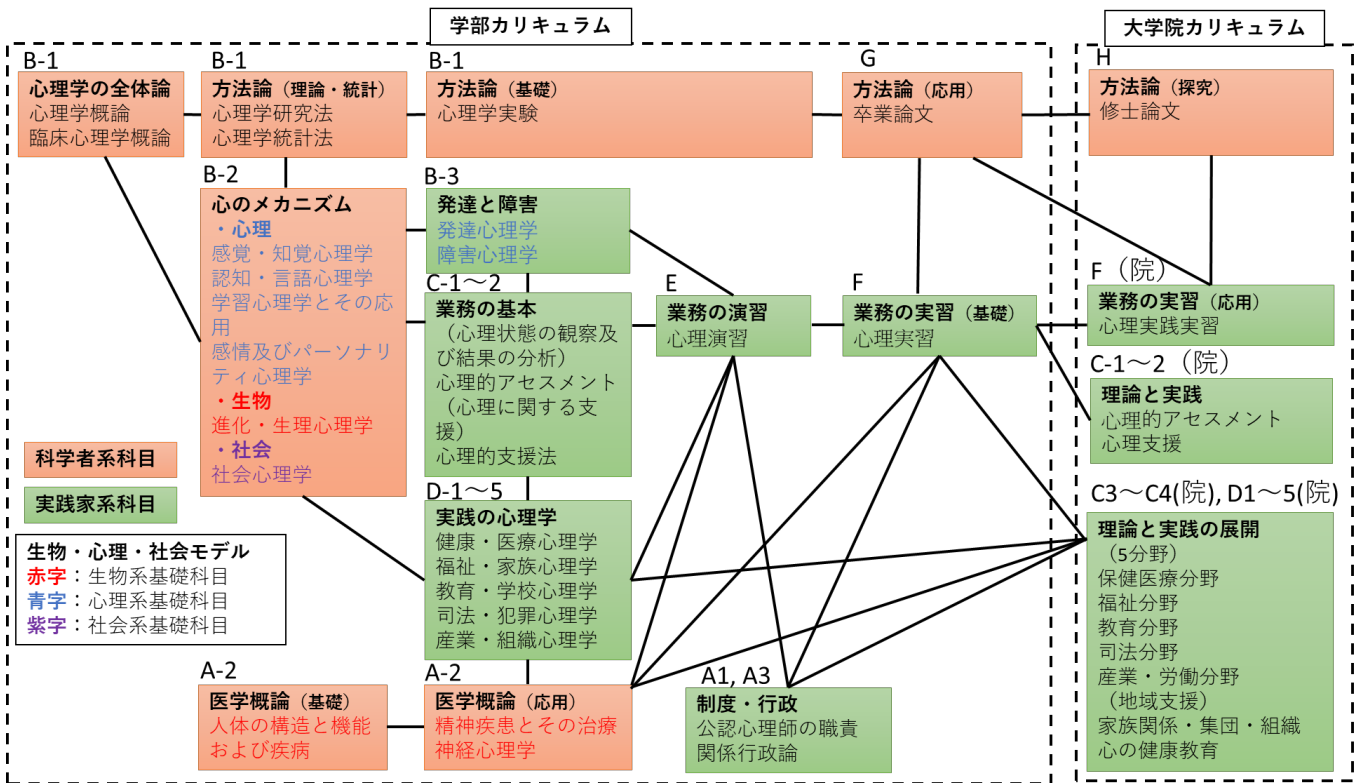 学部カリキュラム
大学院カリキュラム
B-1
心理学の全体論
心理学概論
臨床心理学概論
B-1
方法論（理論・統計）
心理学研究法
心理学統計法
B-1
方法論（基礎）
心理学実験
G
方法論（応用）
卒業論文
H
方法論（探究）
修士論文
B-2
心のメカニズム
・心理
感覚・知覚心理学
認知・言語心理学
学習心理学とその応
用
感情及びパーソナリ
ティ心理学
・生物
進化・生理心理学
・社会
社会心理学
B-3
発達と障害
発達心理学
障害心理学
C-1～2
業務の基本
（心理状態の観察及
び結果の分析）
心理的アセスメント
（心理に関する支
援）
心理的支援法
E
業務の演習
心理演習
F
業務の実習（基礎）
心理実習
F（院）
業務の実習（応用）
心理実践実習
C-1～2（院）
理論と実践
心理的アセスメント
心理支援
科学者系科目
実践家系科目
生物・心理・社会モデル
赤字：生物系基礎科目
青字：心理系基礎科目
紫字：社会系基礎科目
D-1～5
実践の心理学
健康・医療心理学
福祉・家族心理学
教育・学校心理学
司法・犯罪心理学
産業・組織心理学
C3～C4(院), D1～5(院)
理論と実践の展開
（5分野）
保健医療分野
福祉分野
教育分野
司法分野
産業・労働分野
（地域支援）
家族関係・集団・組織
心の健康教育
A-2
医学概論（基礎）
人体の構造と機能
および疾病
A-2
医学概論（応用）
精神疾患とその治療
神経心理学
A1, A3
制度・行政
公認心理師の職責
関係行政論